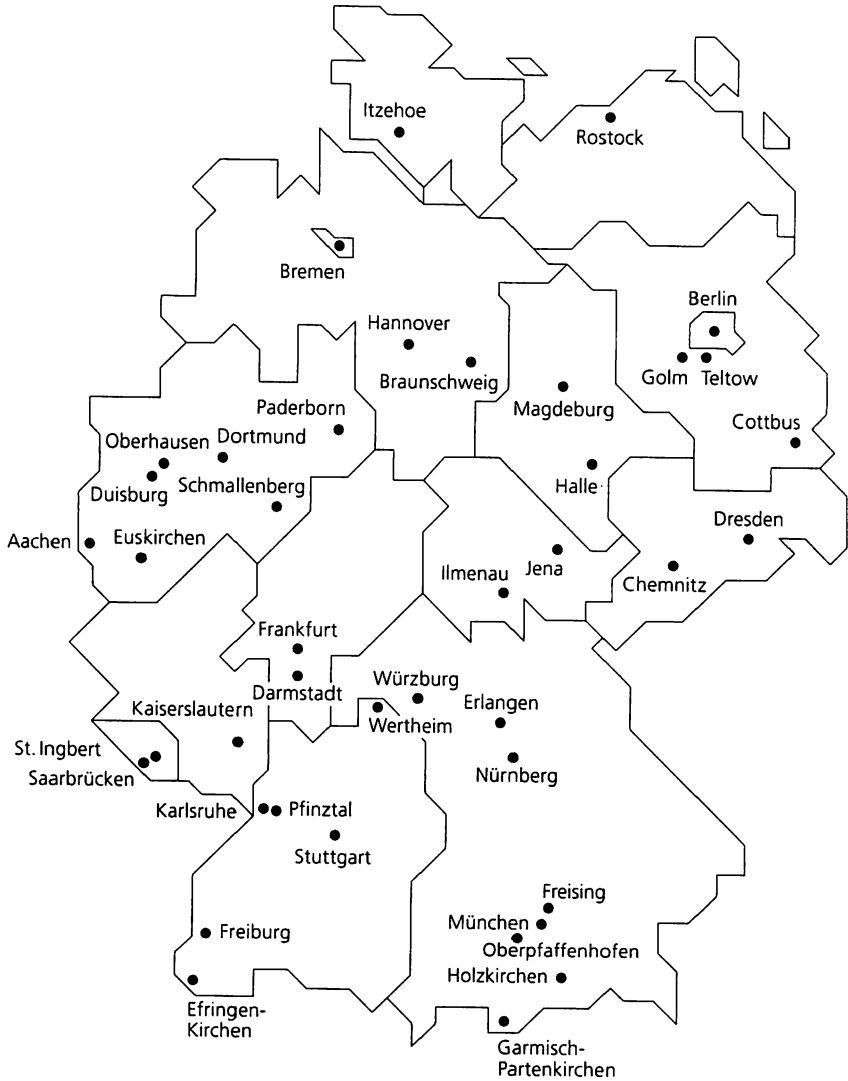 Itzehoe
Rostock
Bremen
Berlin
Hannover
Braunschweig
Golm
Teltow
Magdeburg
Paderborn
Cottbus
Oberhausen
Dortmund
Duisburg
Schmallenberg
Halle
Dresden
Aachen
Euskirchen
Jena
Ilmenau
Chemnitz
Frankfurt
Darmstadt
Würzburg
Kaiserslautern
Erlangen
Wertheim
St. Ingbert
Saarbrücken
Nürnberg
Karlsruhe
Pfinztal
Stuttgart
Freising
München
Freiburg
Oberpfaffenhofen
Holzkirchen
Efringen-
Kirchen
Garmisch-
Partenkirchen